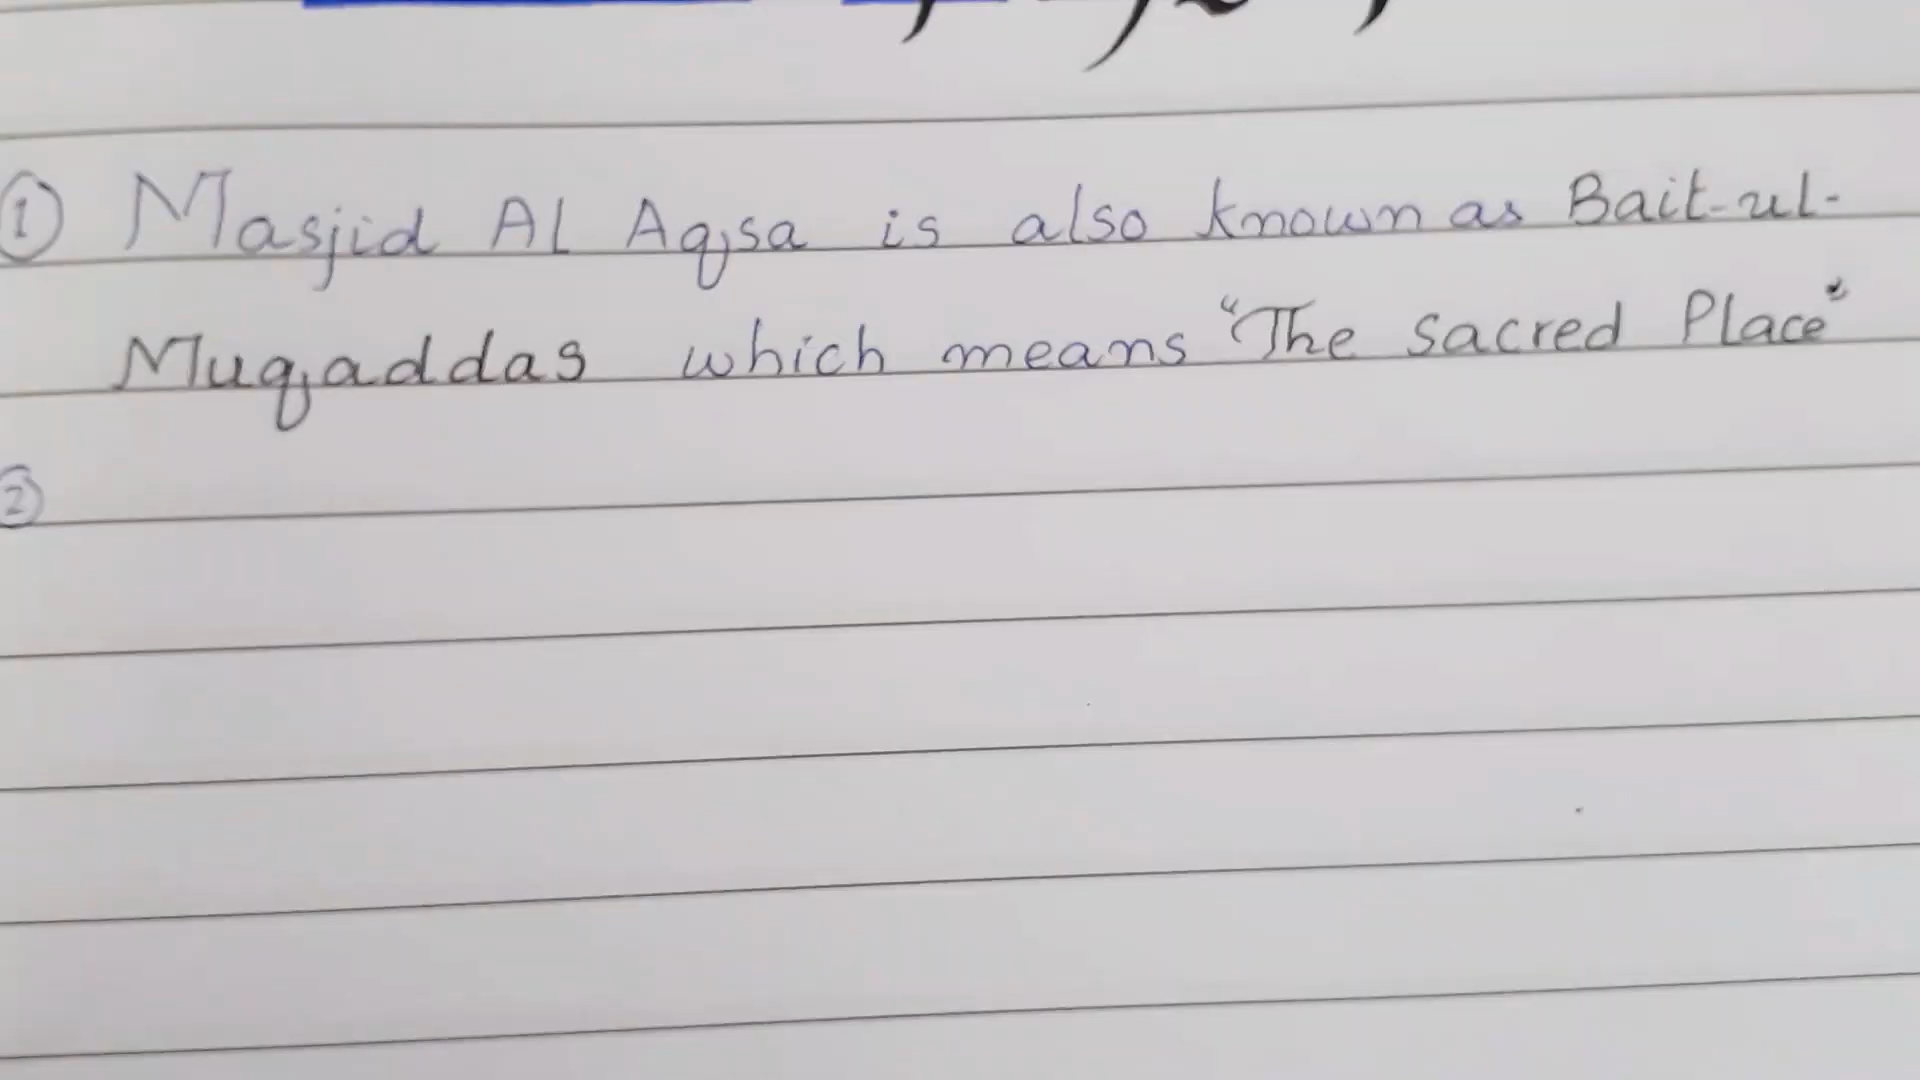 ① Masjid Al Aqsa is also known as Bait-ul-
Muqaddas which means "The Sacred Place"
②